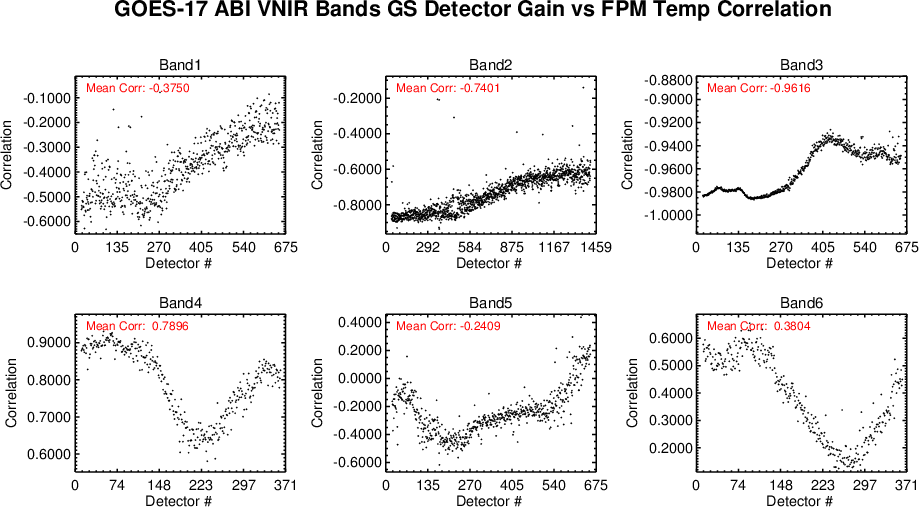 GOES-17 ABI VNIR Bands GS Detector Gain vs FPM Temp Correlation
Band1
Mean Corr: -0.3750
-0.1000
-0.2000
-0.3000
-0.4000
-0.5000
-0.6000
Correlation
0 135 270 405 540 675
Detector #
Band2
Mean Corr: -0.7401
-0.2000
-0.4000
-0.6000
-0.8000
Correlation
0 292 584 875 1167 1459
Detector #
Band3
Mean Corr: -0.9616
-0.8800
-0.9000
-0.9200
-0.9400
-0.9600
-0.9800
-1.0000
Correlation
0 135 270 405 540 675
Detector #
Band4
Mean Corr: 0.7896
0.9000
0.8000
0.7000
0.6000
Correlation
0 74 148 223 297 371
Detector #
Band5
Mean Corr: -0.2409
0.4000
0.2000
0.0000
-0.2000
-0.4000
-0.6000
Correlation
0 135 270 405 540 675
Detector #
Band6
Mean Corr: 0.3804
0.6000
0.5000
0.4000
0.3000
0.2000
Correlation
0 74 148 223 297 371
Detector #